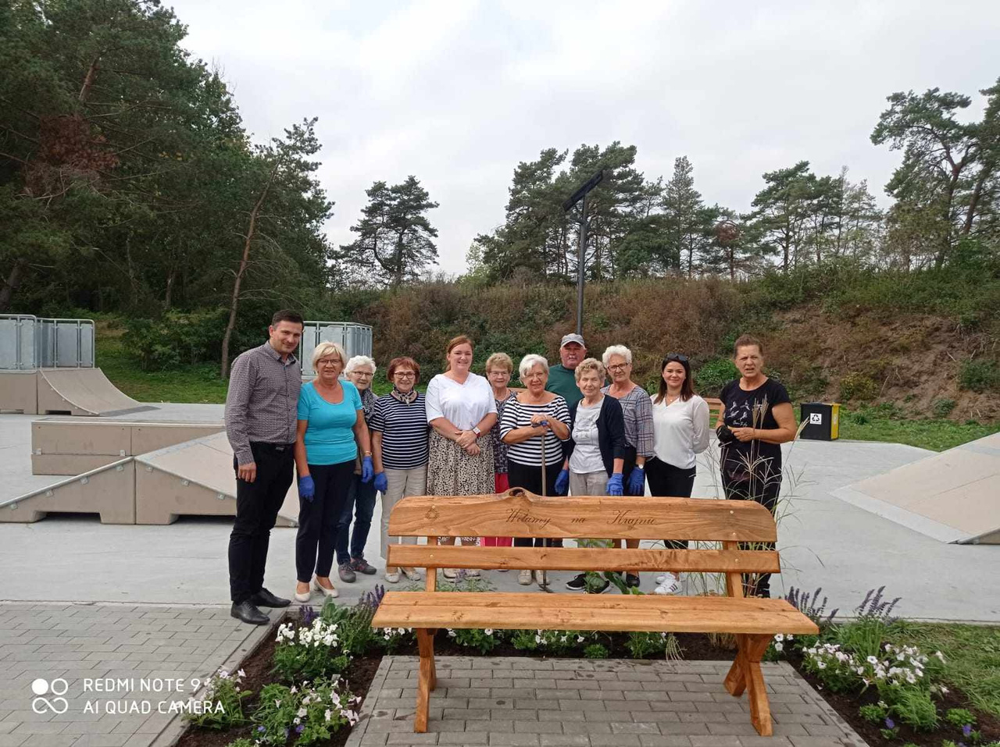 Witamy na Krajnie
REDMI NOTE 9
AI QUAD CAMERA